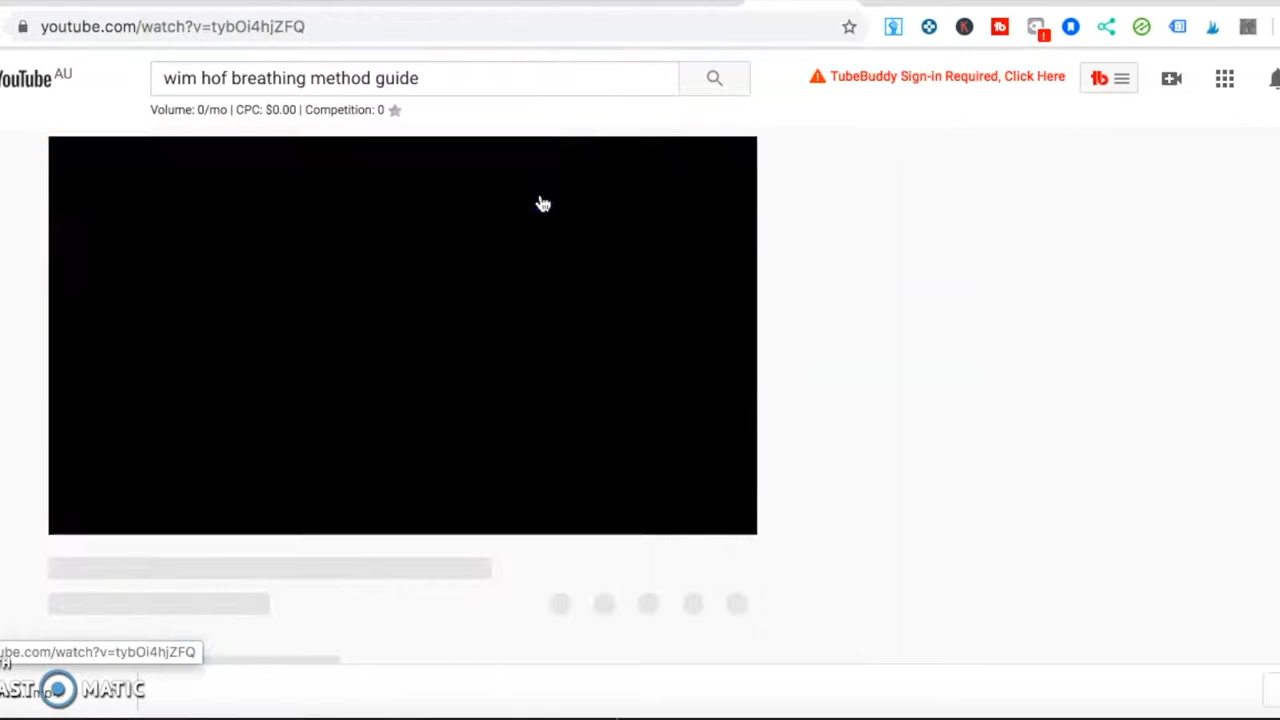 youtube.com/watch?v=tybOi4hjZFQ
YouTube AU
wim hof breathing method guide
TubeBuddy Sign-in Required, Click Here
Volume: 0/mo | CPC: $0.00 | Competition: 0
ube.com/watch?v=tybOi4hjZFQ
AST MATIC